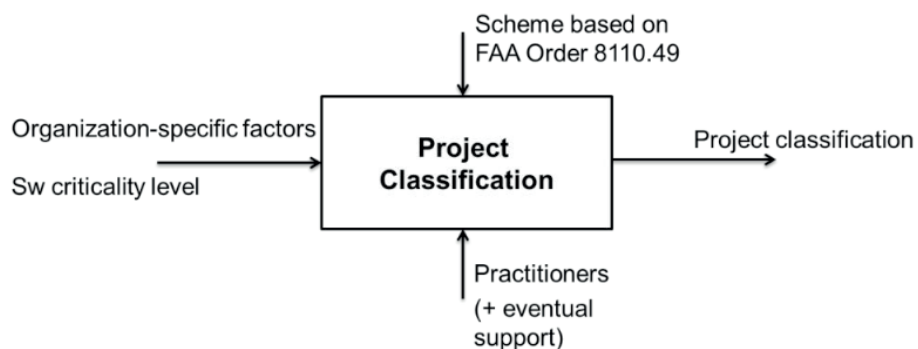 Scheme based on
FAA Order 8110.49
Organization-specific factors
Sw criticality level
Project
Classification
Project classification
Practitioners
(+ eventual
support)